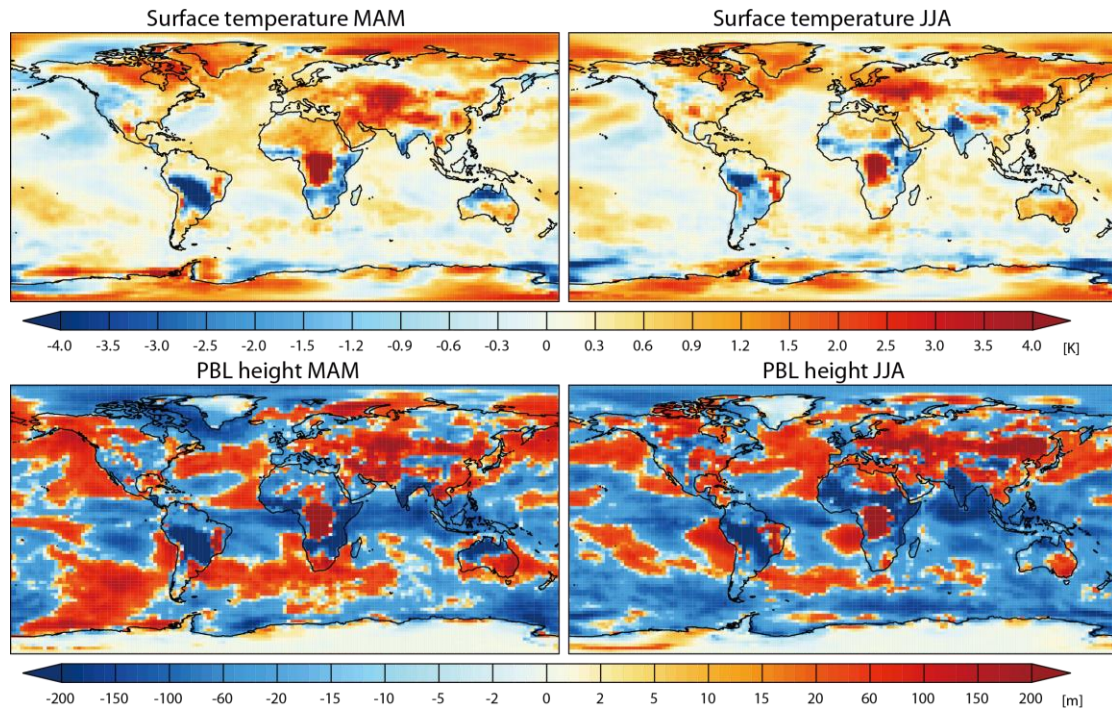 Surface temperature MAM
Surface temperature JJA
-4.0 -3.5 -3.0 -2.5 -2.0 -1.5 -1.2 -0.9 -0.6 -0.3 0 0.3 0.6 0.9 1.2 1.5 2.0 2.5 3.0 3.5 4.0 [K]
PBL height MAM
PBL height JJA
-200 -150 -100 -60 -20 -15 -10 -5 -2 0 2 5 10 15 20 60 100 150 200 [m]